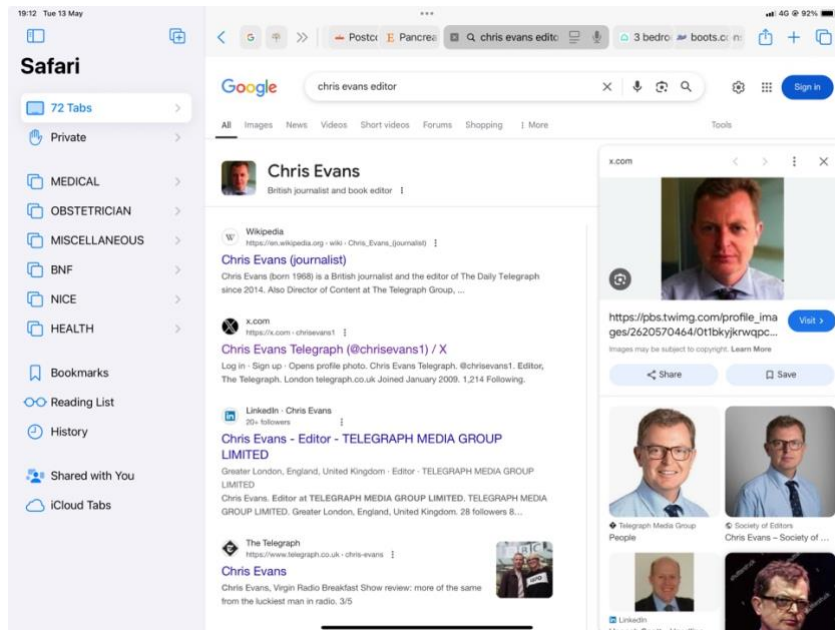 19:12 Tue 13 May
4G 92%
Safari
72 Tabs
Private
MEDICAL
OBSTETRICIAN
MISCELLANEOUS
BNF
NICE
HEALTH
Bookmarks
Reading List
History
Shared with You
iCloud Tabs
Postco
E Pancrea
chris evans edito
3 bedro
boots.c
Google
chris evans editor
Sign in
All Images News Videos Short videos Forums Shopping More Tools
Chris Evans
British journalist and book editor
W Wikipedia
https://en.wikipedia.org › wiki › Chris_Evans_(journalist)
Chris Evans (journalist)
Chris Evans (born 1968) is a British journalist and the editor of The Daily Telegraph
since 2014. Also Director of Content at The Telegraph Group, ...
x.com
https://x.com › chrisevans1
Chris Evans Telegraph (@chrisevans1) / X
Log in · Sign up · Opens profile photo. Chris Evans Telegraph. @chrisevans1. Editor,
The Telegraph. London telegraph.co.uk Joined January 2009. 1,214 Following.
in LinkedIn · Chris Evans
20+ followers
Chris Evans - Editor - TELEGRAPH MEDIA GROUP
LIMITED
Greater London, England, United Kingdom · Editor · TELEGRAPH MEDIA GROUP
LIMITED
Chris Evans. Editor at TELEGRAPH MEDIA GROUP LIMITED. TELEGRAPH MEDIA
GROUP LIMITED. Greater London, England, United Kingdom. 28 followers 8...
The Telegraph
https://www.telegraph.co.uk › chris-evans
Chris Evans
Chris Evans, Virgin Radio Breakfast Show review: more of the same
from the luckiest man in radio. 3/5
x.com
https://pbs.twimg.com/profile_ima
ges/2620570464/0t1bkyjkrwqpc...
Visit
Images may be subject to copyright. Learn More
Share
Save
Telegraph Media Group
People
Society of Editors
Chris Evans – Society of ...
shutterstock
in LinkedIn